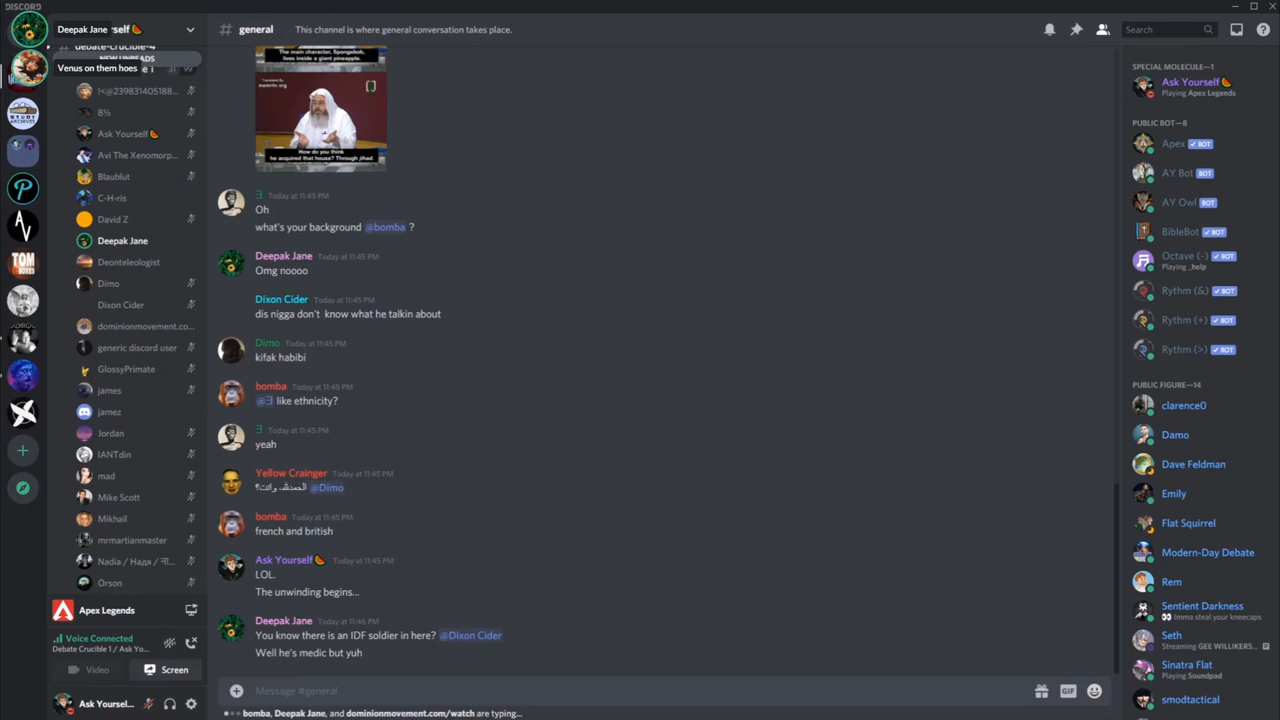 DISCORD
Deepak Jane
rself 🍉
# general
This channel is where general conversation takes place.
Search
debate-crucible-4
NEW UNREADS
Venus on them hoes
99
!<@239831405188...
8½
Ask Yourself 🍉
Avi The Xenomorp...
Blaublut
C-H-ris
David Z
Deepak Jane
Deonteleologist
Dimo
Dixon Cider
dominionmovement.co...
generic discord user
GlossyPrimate
james
jamez
Jordan
IANTdin
mad
Mike Scott
Mikhail
mrmartianmaster
Nadia / Надя / ना...
Orson
Apex Legends
Voice Connected
Debate Crucible 1 / Ask Yo...
Video
Screen
Ask Yoursel...
STUDY
ARCHIVES
TOM
BOXES
The main character, Spongebob,
lives inside a giant pineapple.
Translated By
memritv.org
How do you think
he acquired that house? Through jihad.
Ǝ Today at 11:45 PM
Oh
what's your background @bomba ?
Deepak Jane Today at 11:45 PM
Omg noooo
Dixon Cider Today at 11:45 PM
dis nigga don't know what he talkin about
Dimo Today at 11:45 PM
kifak habibi
bomba Today at 11:45 PM
@Ǝ like ethnicity?
Ǝ Today at 11:45 PM
yeah
Yellow Crainger Today at 11:45 PM
الحمدلله وانت؟ @Dimo
bomba Today at 11:45 PM
french and british
Ask Yourself 🍉 Today at 11:45 PM
LOL.
The unwinding begins...
Deepak Jane Today at 11:46 PM
You know there is an IDF soldier in here? @Dixon Cider
Well he's medic but yuh
Message #general
GIF
bomba, Deepak Jane, and dominionmovement.com/watch are typing...
SPECIAL MOLECULE—1
Ask Yourself 🍉
Playing Apex Legends
PUBLIC BOT—8
Apex ✓ BOT
AY Bot ✓ BOT
AY Owl ✓ BOT
BibleBot ✓ BOT
Octave (-) ✓ BOT
Playing _help
Rythm (&) ✓ BOT
Rythm (+) ✓ BOT
Rythm (>) ✓ BOT
PUBLIC FIGURE—14
clarence0
Damo
Dave Feldman
Emily
Flat Squirrel
Modern-Day Debate
Rem
Sentient Darkness
👀 Imma steal your kneecaps
Seth
Streaming GEE WILLIKERS...
Sinatra Flat
Playing Soundpad
smodtactical